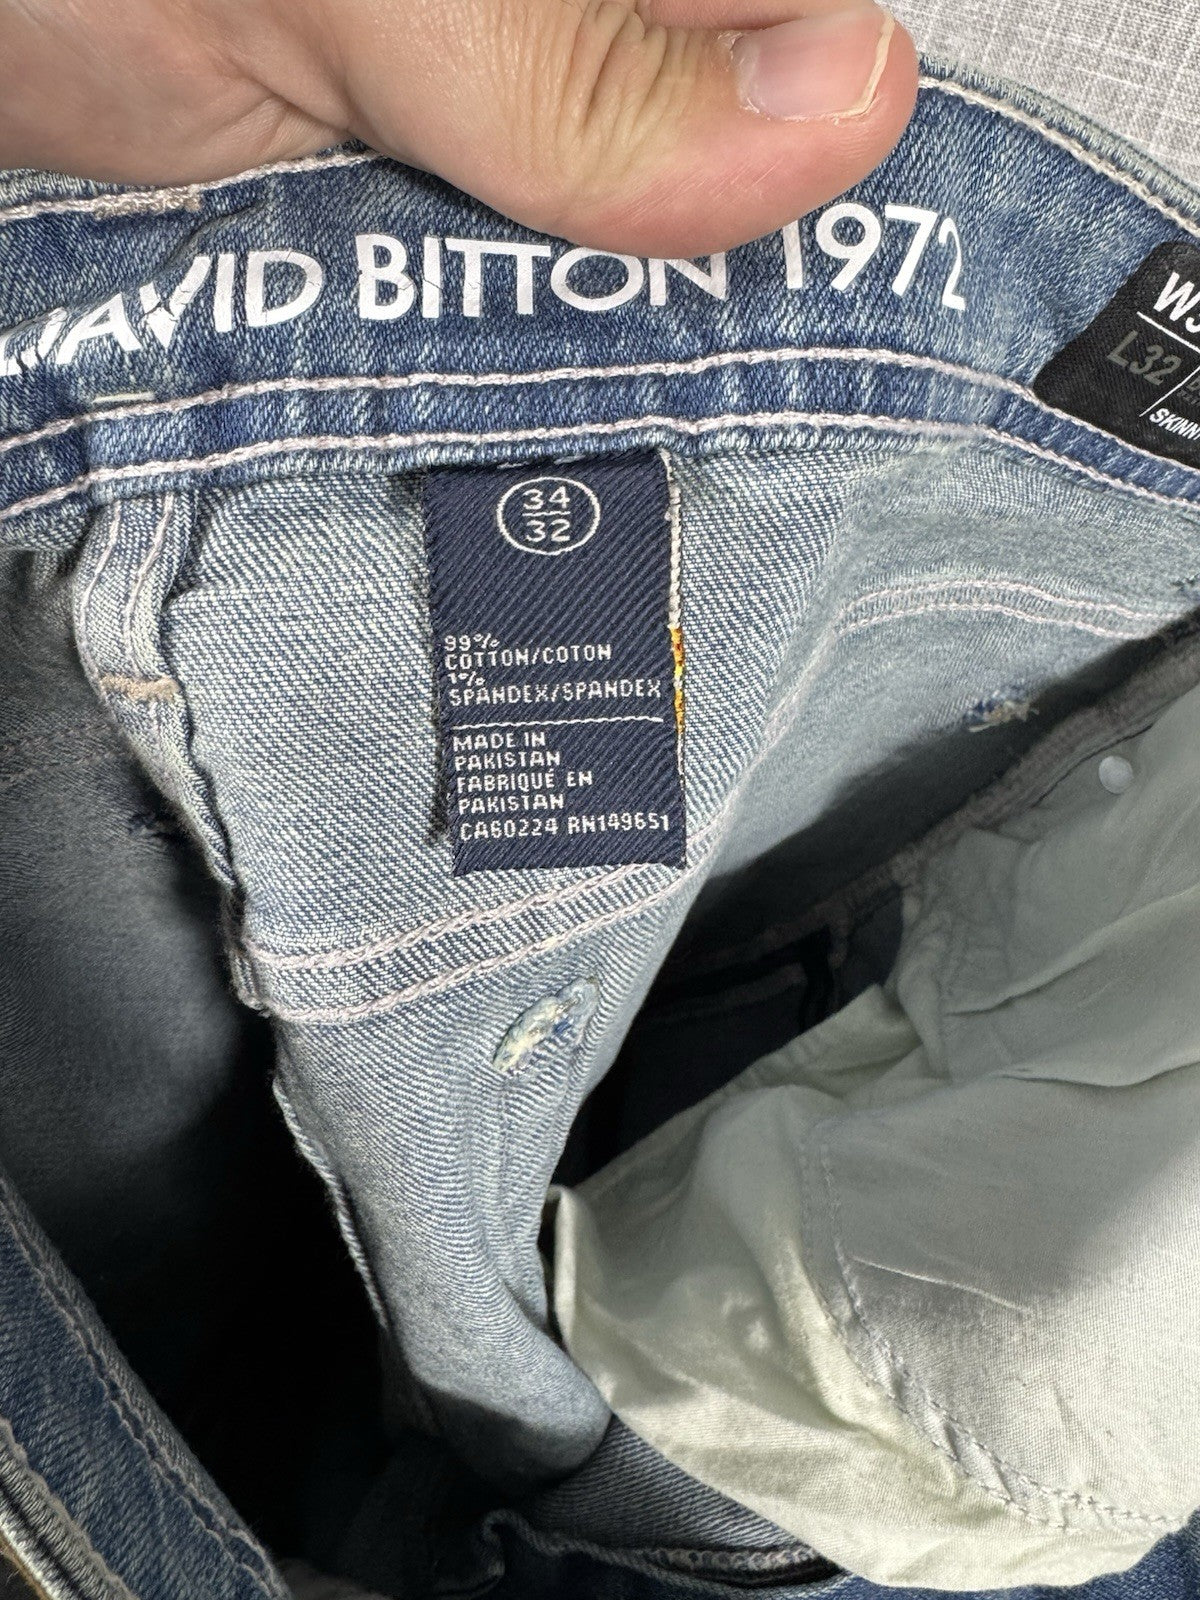 DAVID BITTON 1972
L32
34
32
99%
COTTON/COTON
1%
SPANDEX/SPANDEX
MADE IN
PAKISTAN
FABRIQUÉ EN
PAKISTAN
CA60224 RN149651